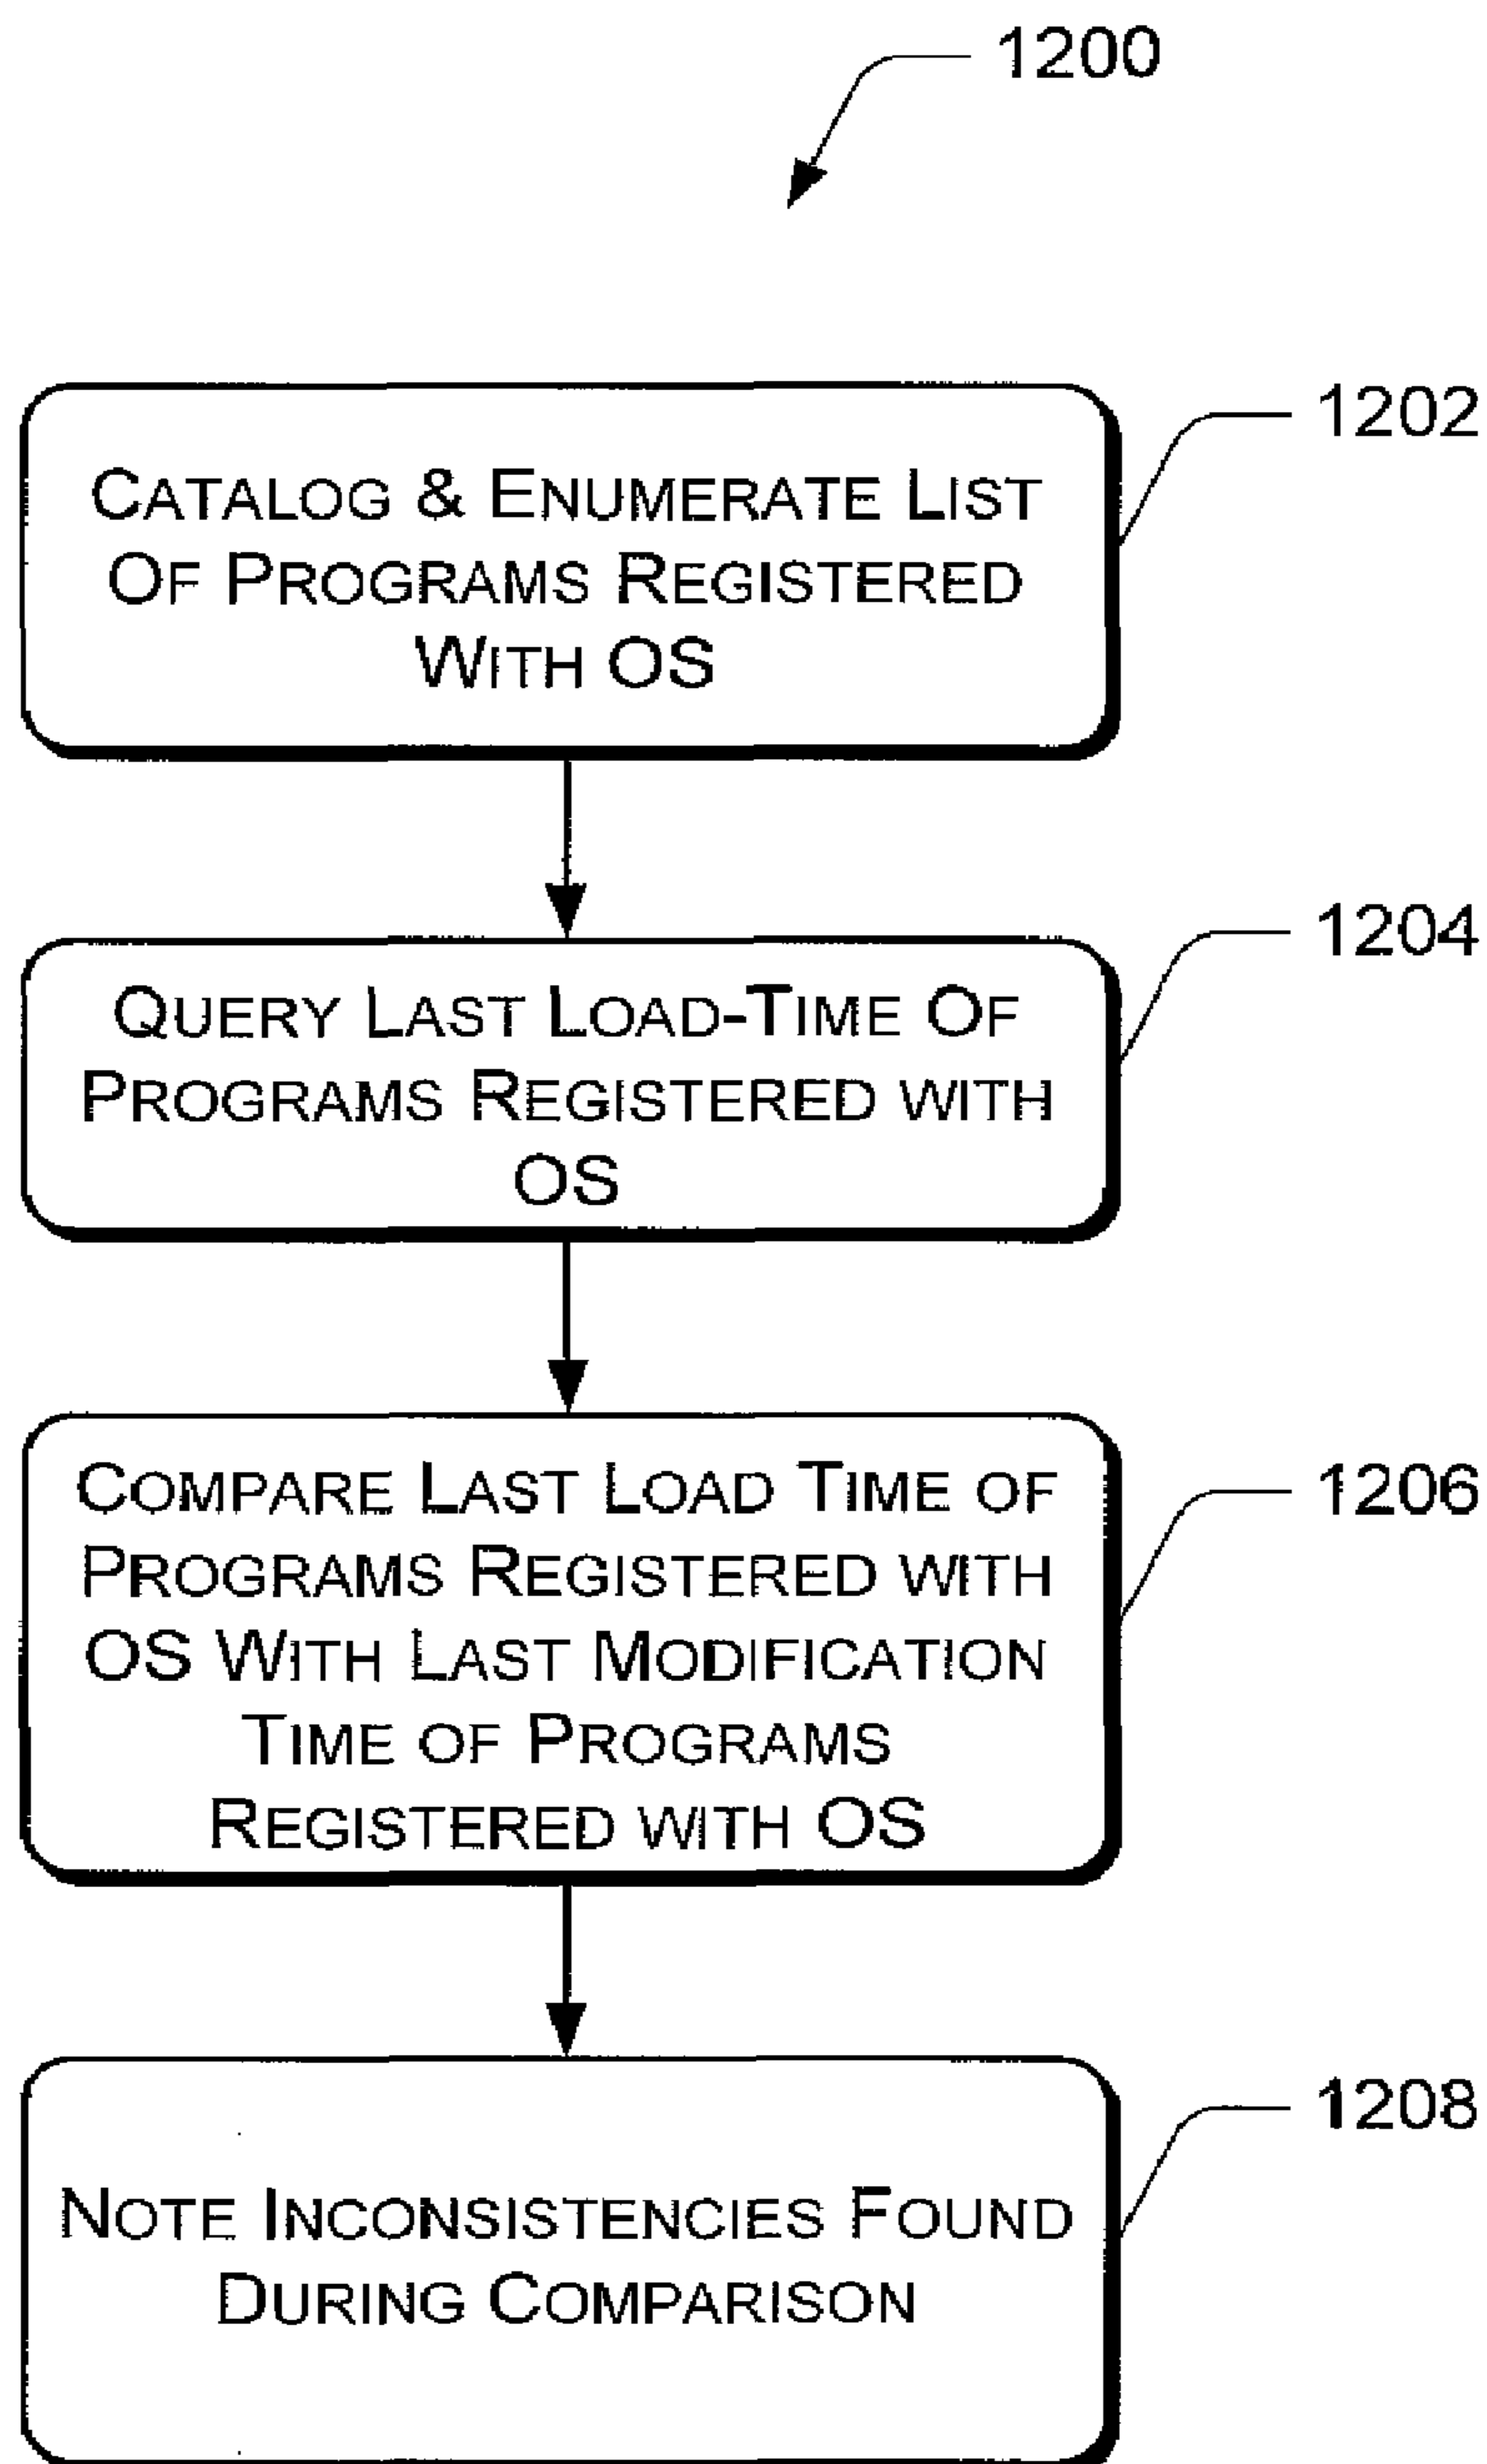 1200
1202
CATALOG & ENUMERATE LIST
OF PROGRAMS REGISTERED
WITH OS
1204
QUERY LAST LOAD-TIME OF
PROGRAMS REGISTERED WITH
OS
1206
COMPARE LAST LOAD TIME OF
PROGRAMS REGISTERED WITH
OS WITH LAST MODIFICATION
TIME OF PROGRAMS
REGISTERED WITH OS
1208
NOTE INCONSISTENCIES FOUND
DURING COMPARISON